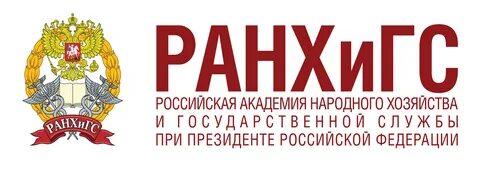 РАНХиГС
РАНХиГС
РОССИЙСКАЯ АКАДЕМИЯ НАРОДНОГО ХОЗЯЙСТВА
И ГОСУДАРСТВЕННОЙ СЛУЖБЫ
ПРИ ПРЕЗИДЕНТЕ РОССИЙСКОЙ ФЕДЕРАЦИИ